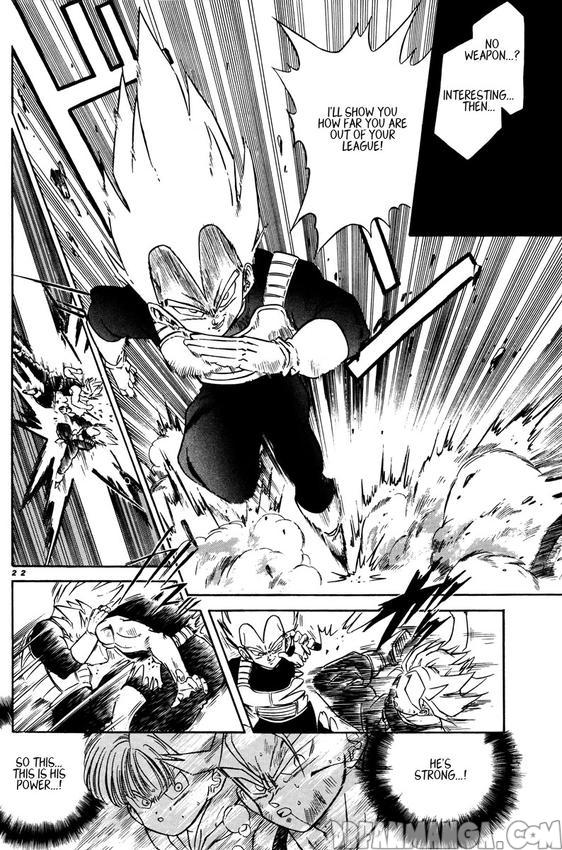 NO
WEAPON...?
INTERESTING...
THEN...
I'LL SHOW YOU
HOW FAR YOU ARE
OUT OF YOUR
LEAGUE!
22
HE'S
STRONG...!
SO THIS...
THIS IS HIS
POWER...!
DREAMMANGA.COM